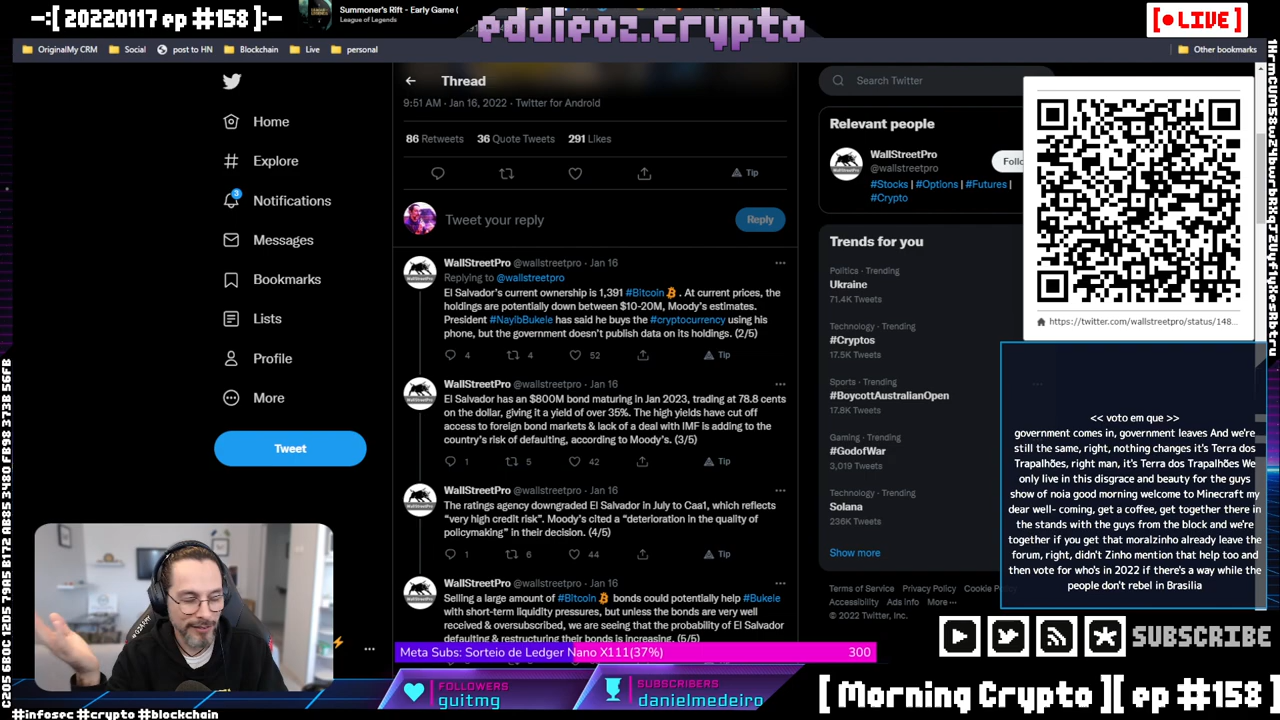 -:[ 20220117 ep #158 ]:-
Summoner's Rift - Early Game (
League of Legends
eddieoz.crypto
[● LIVE]
OriginalMy CRM
Social
post to HN
Blockchain
Live
personal
Other bookmarks
Home
Explore
3
Notifications
Messages
Bookmarks
Lists
Profile
More
Tweet
Thread
9:51 AM · Jan 16, 2022 · Twitter for Android
86 Retweets 36 Quote Tweets 291 Likes
Tip
Tweet your reply
Reply
WallStreetPro @wallstreetpro · Jan 16
Replying to @wallstreetpro
El Salvador's current ownership is 1,391 #Bitcoin . At current prices, the
holdings are potentially down between $10-20M, Moody's estimates.
President #NayibBukele has said he buys the #cryptocurrency using his
phone, but the government doesn't publish data on its holdings. (2/5)
4 4 52 Tip
WallStreetPro @wallstreetpro · Jan 16
El Salvador has an $800M bond maturing in Jan 2023, trading at 78.8 cents
on the dollar, giving it a yield of over 35%. The high yields have cut off
access to foreign bond markets & lack of a deal with IMF is adding to the
country's risk of defaulting, according to Moody's. (3/5)
1 5 42 Tip
WallStreetPro @wallstreetpro · Jan 16
The ratings agency downgraded El Salvador in July to Caa1, which reflects
"very high credit risk". Moody's cited a "deterioration in the quality of
policymaking" in their decision. (4/5)
1 6 44 Tip
WallStreetPro @wallstreetpro · Jan 16
Selling a large amount of #Bitcoin bonds could potentially help #Bukele
with short-term liquidity pressures, but unless the bonds are very well
received & oversubscribed, we are seeing that the probability of El Salvador
defaulting & restructuring their bonds is increasing. (5/5)
Search Twitter
Relevant people
WallStreetPro
@wallstreetpro
Follo
#Stocks | #Options | #Futures |
#Crypto
Trends for you
Politics · Trending
Ukraine
71.4K Tweets
Technology · Trending
#Cryptos
17.5K Tweets
Sports · Trending
#BoycottAustralianOpen
17.8K Tweets
Gaming · Trending
#GodofWar
3,019 Tweets
Technology · Trending
Solana
236K Tweets
Show more
Terms of Service Privacy Policy Cookie Po
Accessibility Ads info More ···
© 2022 Twitter, Inc.
https://twitter.com/wallstreetpro/status/148...
<< voto em que >>
government comes in, government leaves And we're
still the same, right, nothing changes it's Terra dos
Trapalhões, right man, it's Terra dos Trapalhões We
only live in this disgrace and beauty for the guys
show of noia good morning welcome to Minecraft my
dear well- coming, get a coffee, get together there in
the stands with the guys from the block and we're
together if you get that moralzinho already leave the
forum, right, didn't Zinho mention that help too and
then vote for who's in 2022 if there's a way while the
people don't rebel in Brasilia
SUBSCRIBE
Meta Subs: Sorteio de Ledger Nano X111(37%) 300
FOLLOWERS
guitmg
SUBSCRIBERS
danielmedeiro
[ Morning Crypto ][ ep #158 ]
#infosec #crypto #blockchain